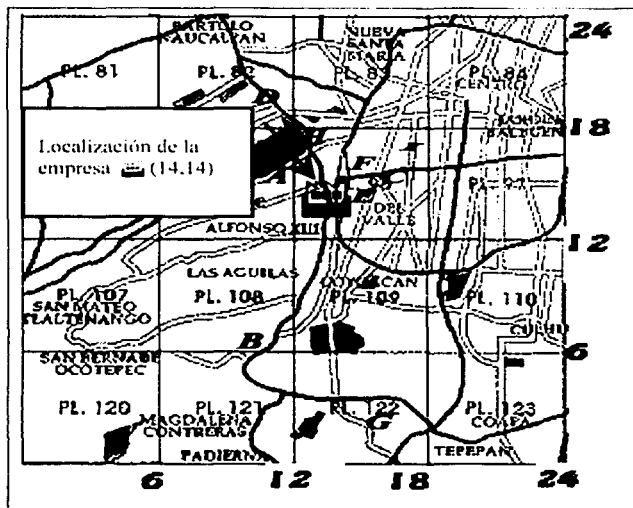 BARTOLO
NAUCALPAN
NUEVA
SANTA
MARIA
24
PL. 81
PL. 82
PL. 84
CENTRO
D
18
H
Localización de la
empresa (14,14)
A
F
E
DEL
VALLE
ALFONSO XIII
12
LAS AGUILAS
PL. 107
PL. 108
PL. 109
PL. 110
SAN MATEO
TLALTENANGO
B
6
SAN BERNABE
OCOTEPEC
PL. 120
PL. 121
PL. 122
PL. 123
COAPA
MAGDALENA
CONTRERAS
G
PADIERNA
TEPEPAN
6
12
18
24